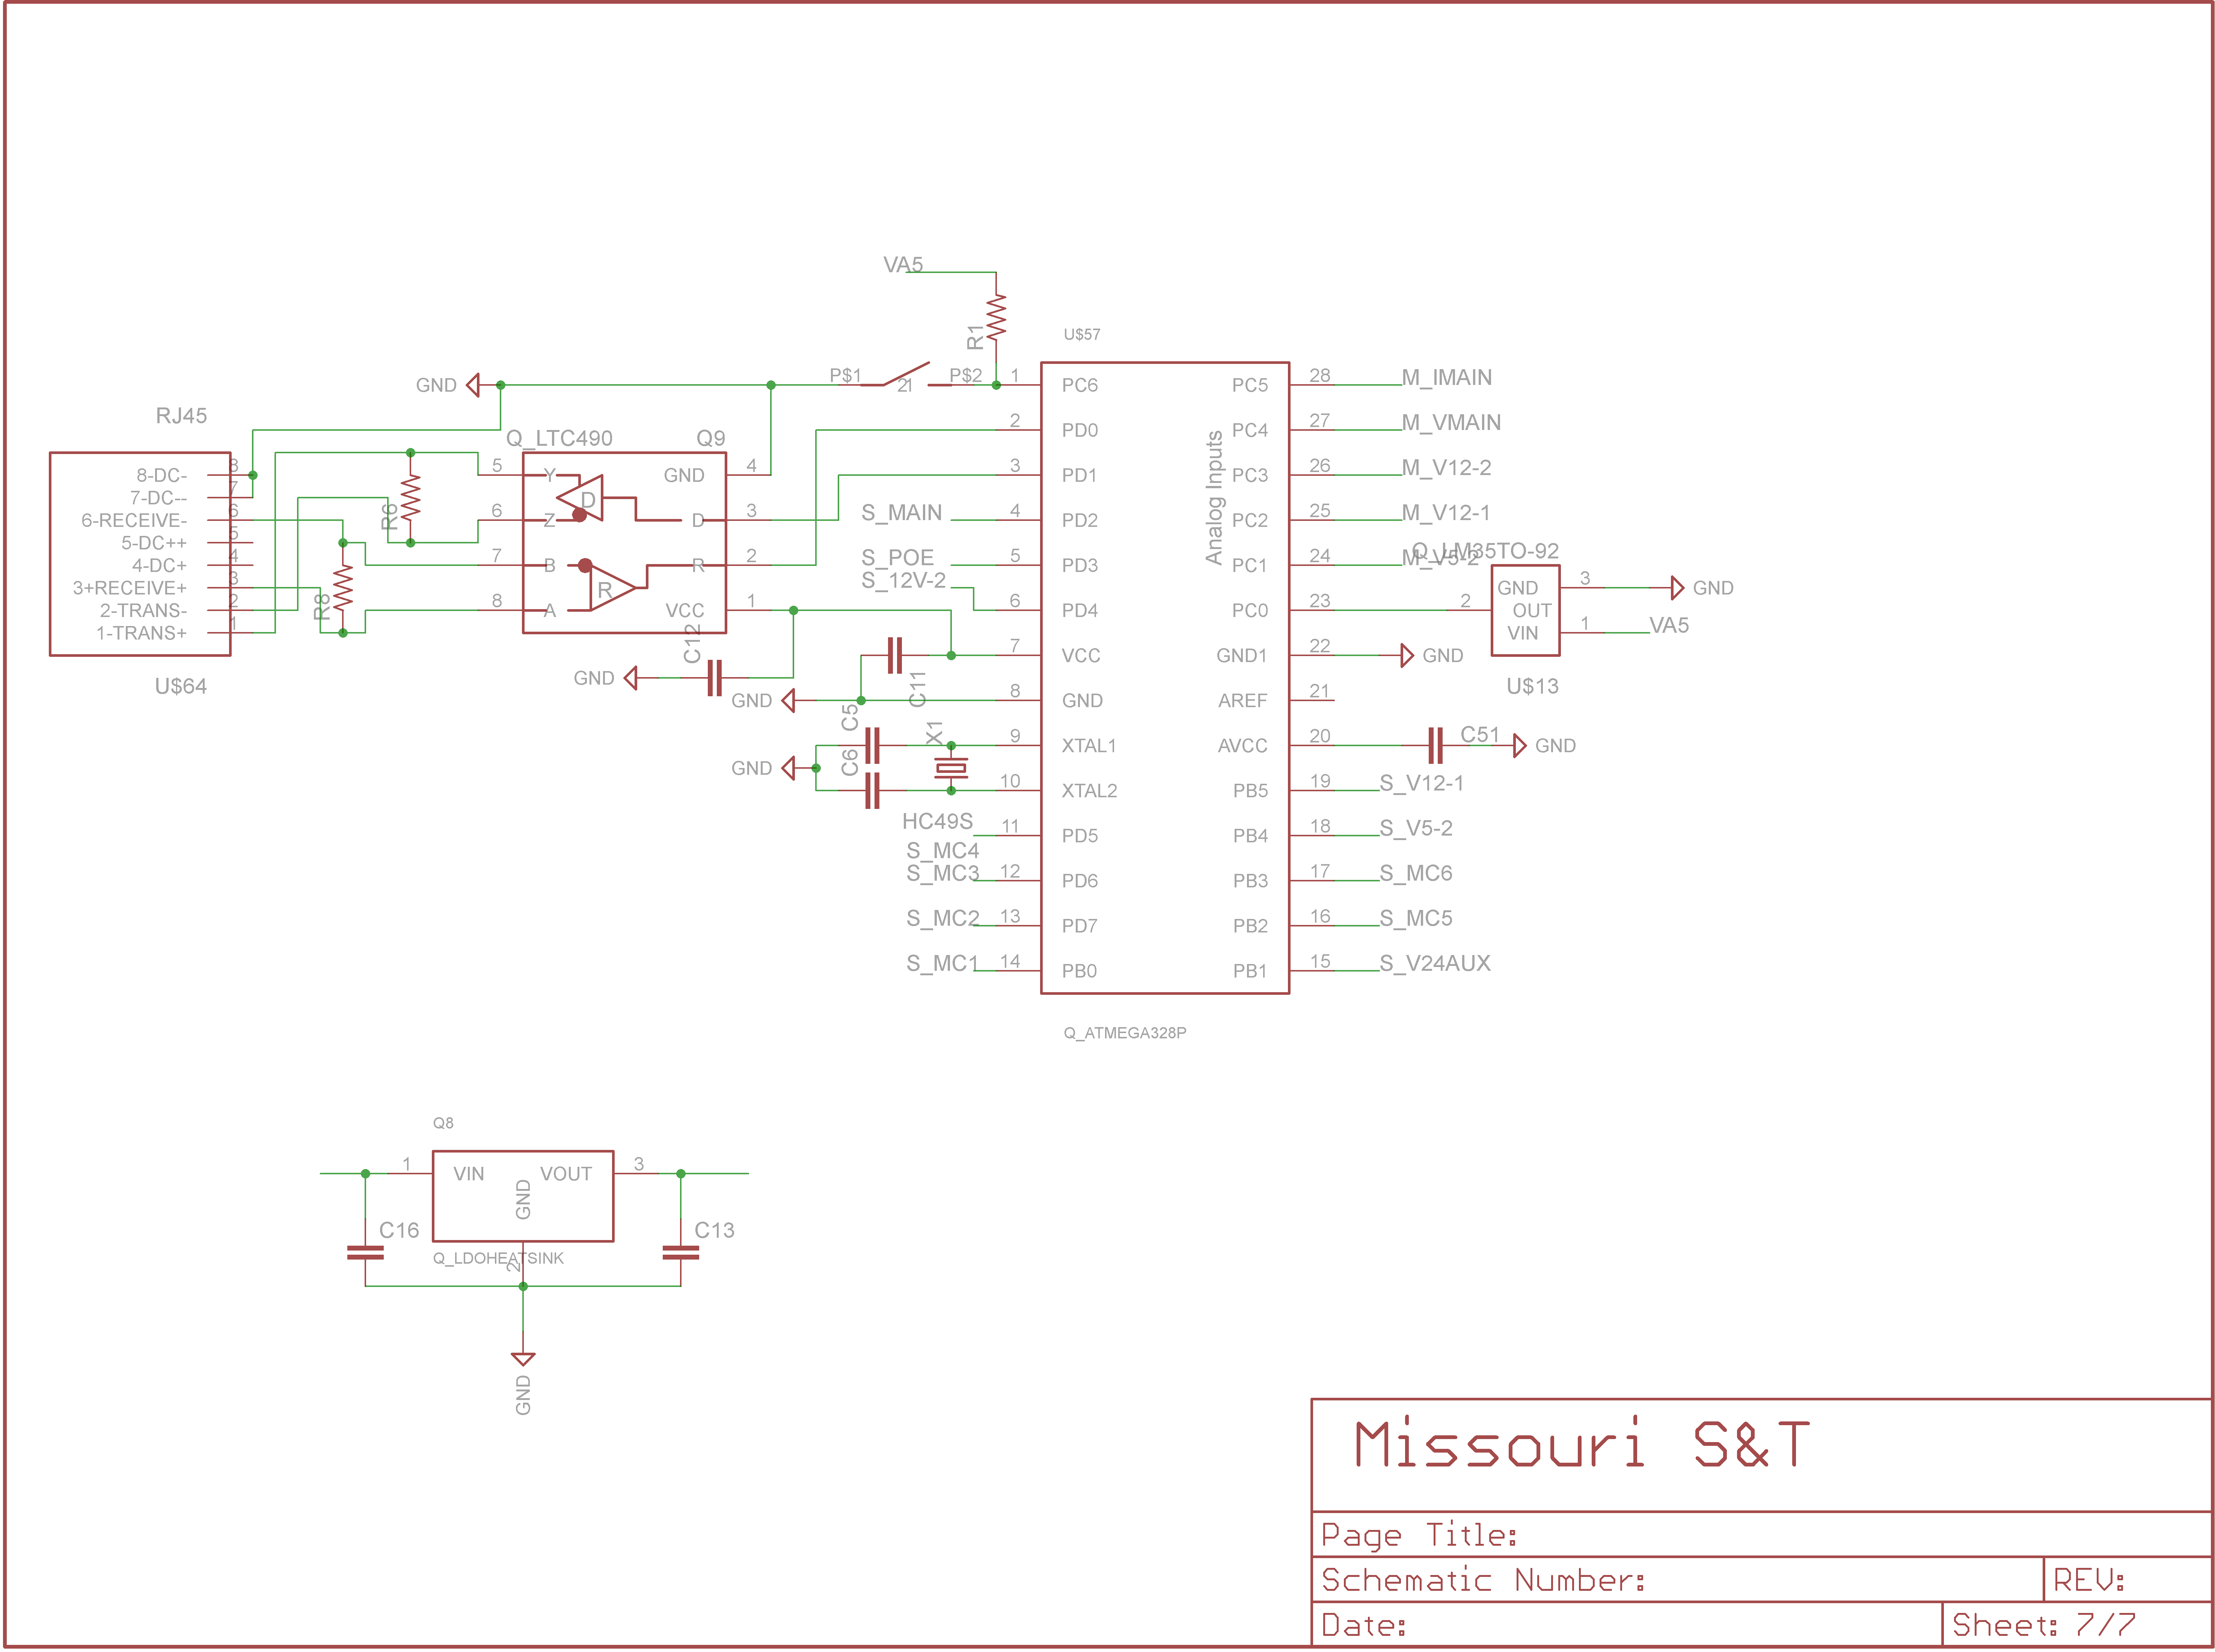 VA5
R1
U$57
GND
P$1
21
P$2
1
PC6
PC5
28
M_IMAIN
RJ45
2
PD0
PC4
27
M_VMAIN
Q_LTC490
Q9
8-DC-
8
5
Y
GND
4
3
PD1
Analog Inputs
PC3
26
M_V12-2
7-DC--
7
D
R6
6-RECEIVE-
6
6
Z
D
3
S_MAIN
4
PD2
PC2
25
M_V12-1
5-DC++
5
4-DC+
4
7
B
R
2
S_POE
5
PD3
PC1
24
M_V5-2
Q_LM35TO-92
3+RECEIVE+
3
R8
R
S_12V-2
GND
3
GND
2-TRANS-
2
8
A
VCC
1
6
PD4
PC0
23
2
OUT
1-TRANS+
1
VIN
1
VA5
C12
7
VCC
GND1
22
GND
U$64
GND
C11
U$13
GND
8
GND
AREF
21
C5
X1
9
XTAL1
AVCC
20
C51
GND
GND
C6
10
XTAL2
PB5
19
S_V12-1
HC49S
11
PD5
PB4
18
S_V5-2
S_MC4
S_MC3
12
PD6
PB3
17
S_MC6
S_MC2
13
PD7
PB2
16
S_MC5
S_MC1
14
PB0
PB1
15
S_V24AUX
Q_ATMEGA328P
Q8
1
VIN
VOUT
3
GND
C16
C13
Q_LDOHEATSINK
2
GND
Missouri S&T
Page Title:
Schematic Number:
REV:
Date:
Sheet: 7/7